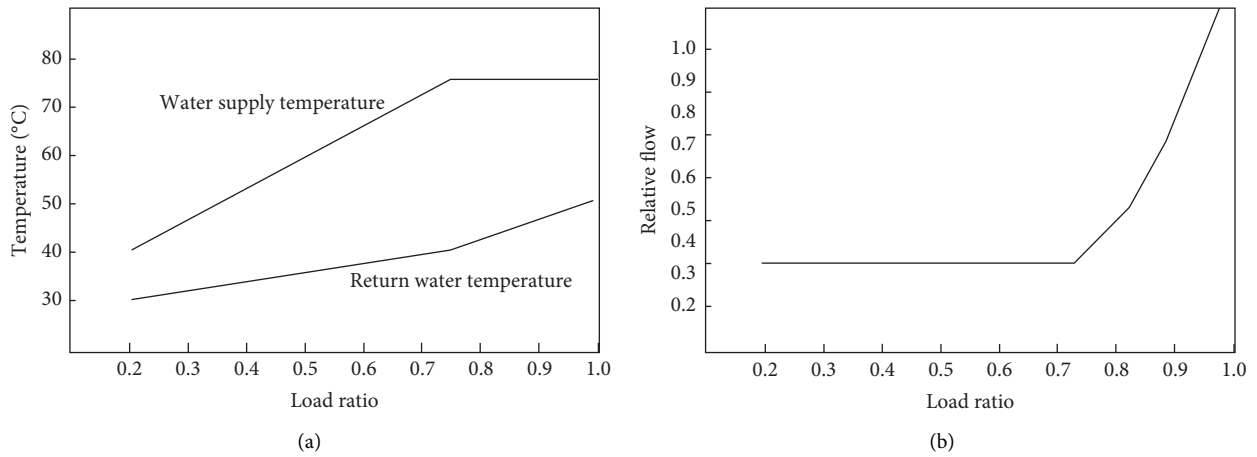 80
70
60
50
40
30
Temperature (°C)
Water supply temperature
Return water temperature
0.2 0.3 0.4 0.5 0.6 0.7 0.8 0.9 1.0
Load ratio
(a)
1.0
0.9
0.8
0.7
0.6
0.5
0.4
0.3
0.2
Relative flow
0.2 0.3 0.4 0.5 0.6 0.7 0.8 0.9 1.0
Load ratio
(b)